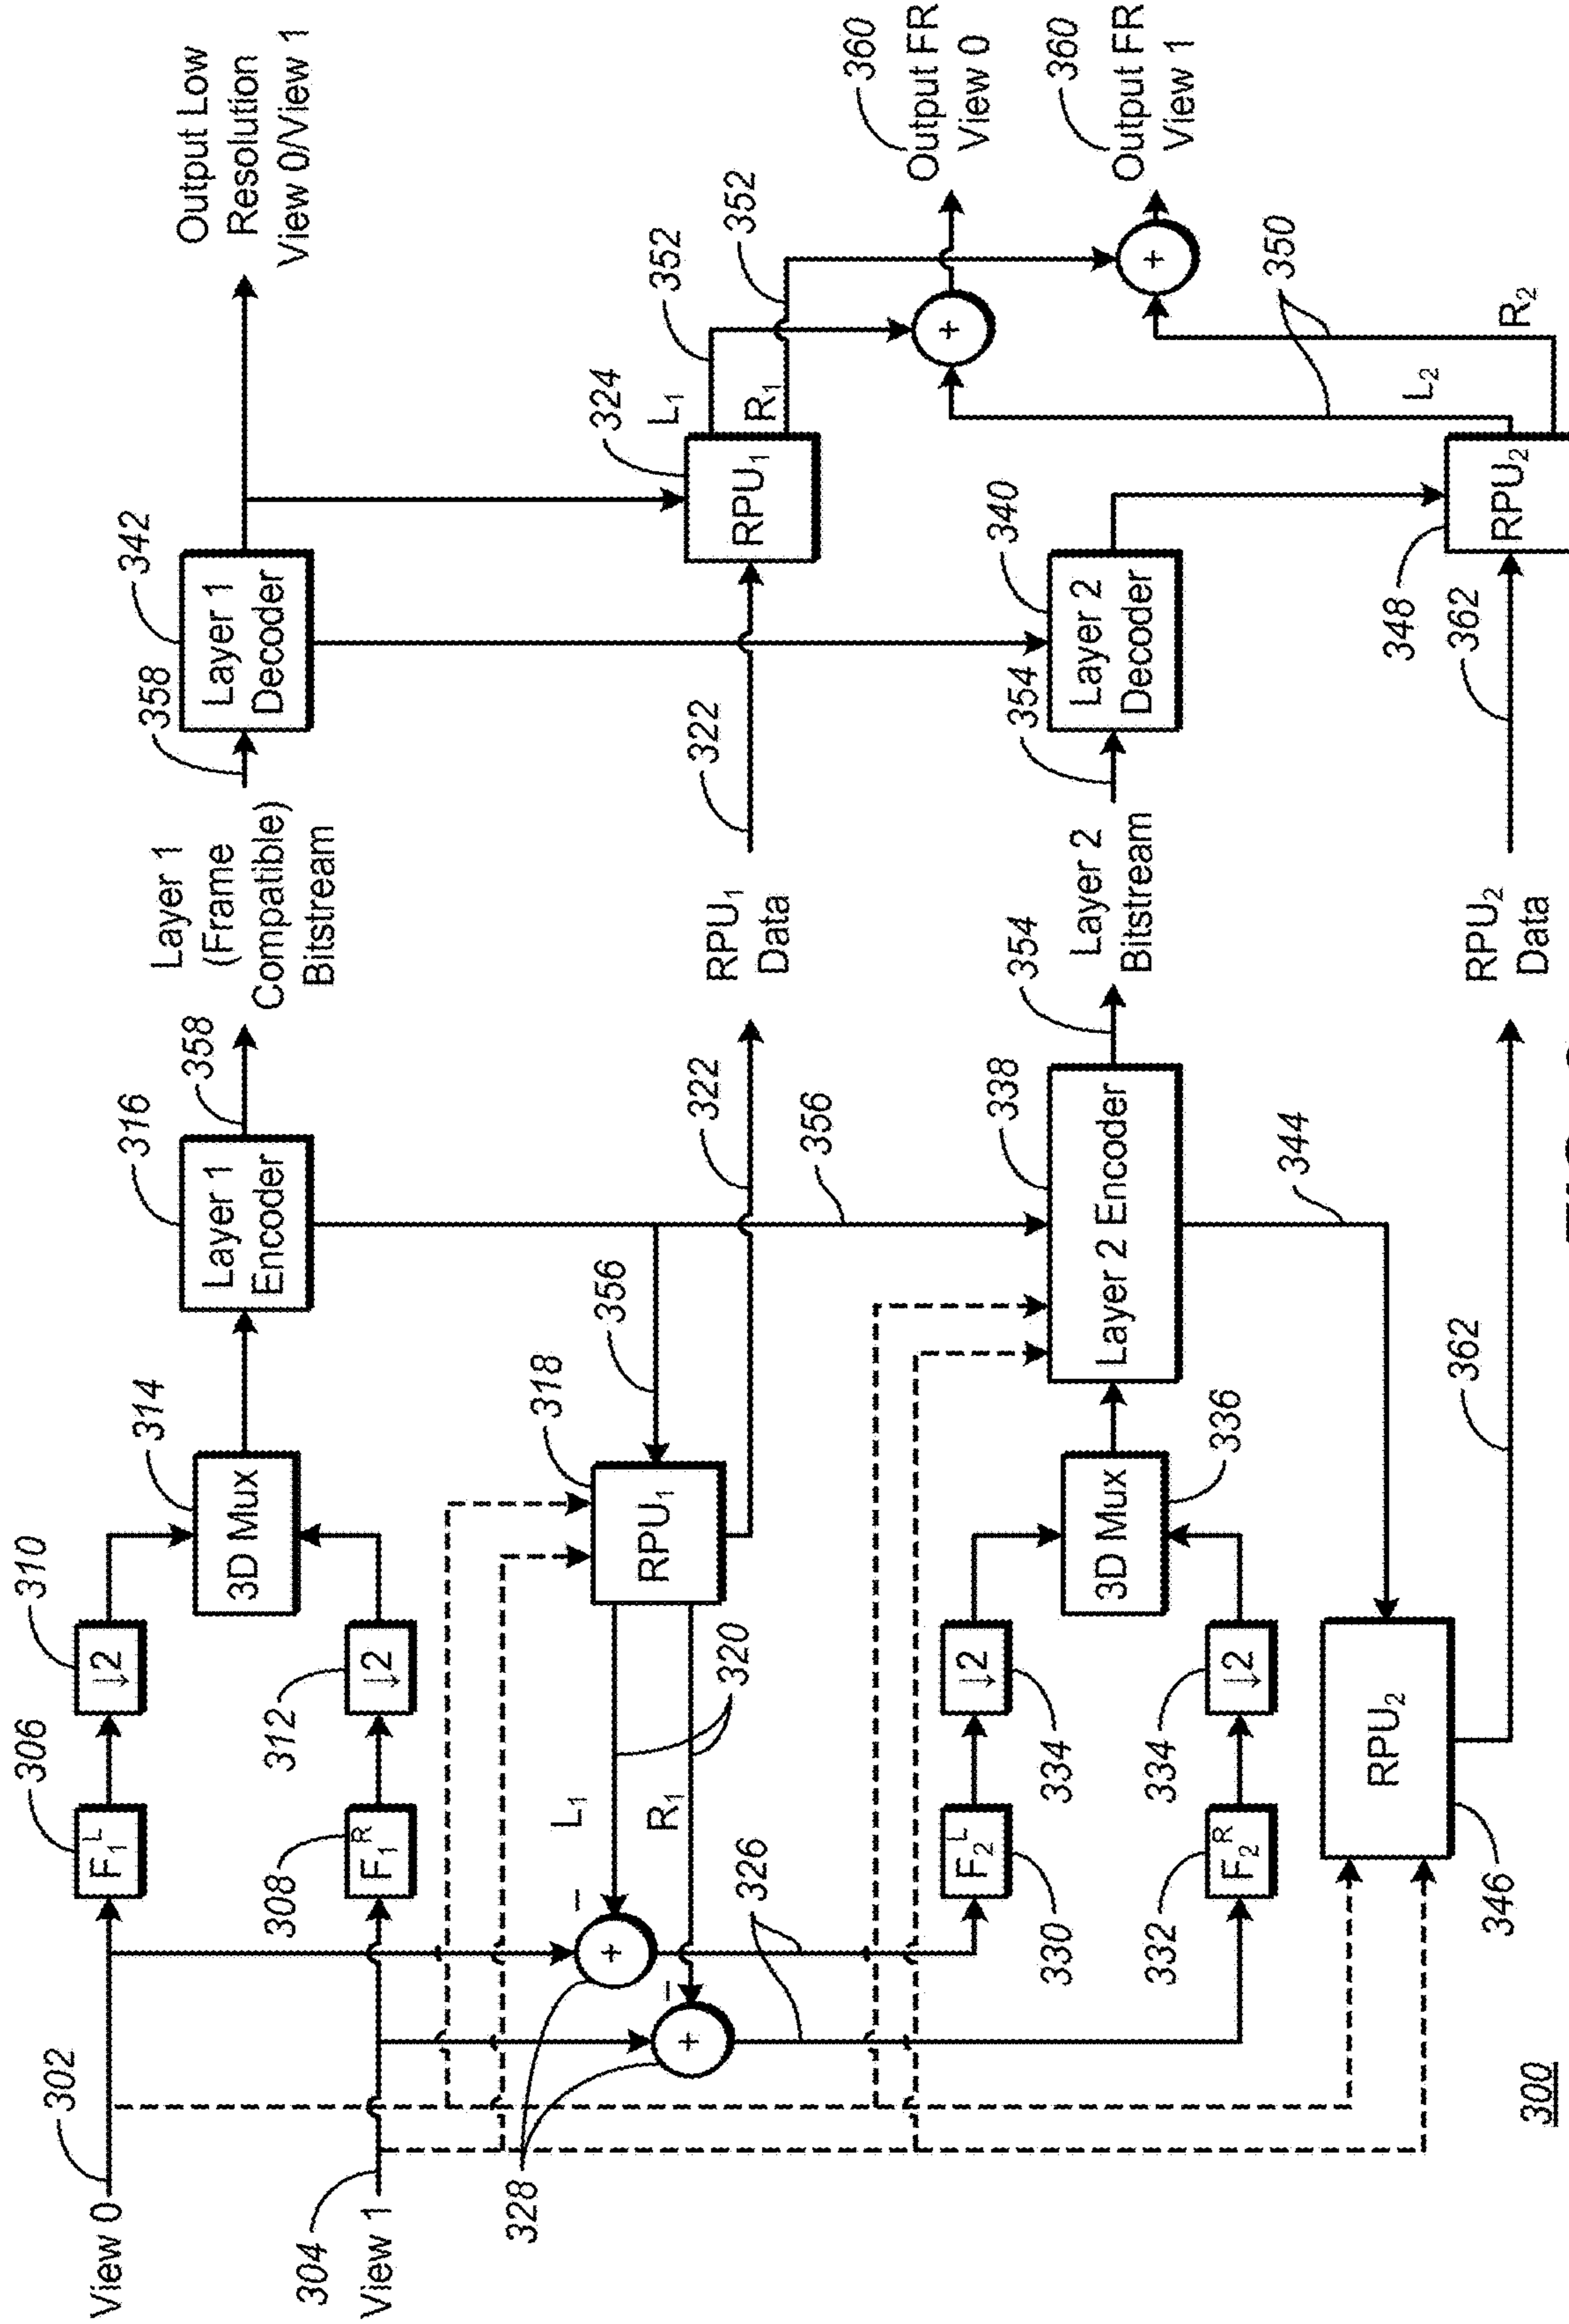 View 0
302
F₁ᴸ
306
↓2
310
View 1
304
F₁ᴿ
308
↓2
312
3D Mux
314
Layer 1
Encoder
316
358
Layer 1
(Frame
Compatible)
Bitstream
358
Layer 1
Decoder
342
Output Low
Resolution
View 0/View 1
328
+
−
+
−
L₁
R₁
320
326
RPU₁
318
356
356
322
RPU₁
Data
322
RPU₁
324
L₁
R₁
352
352
+
+
360
Output FR
View 0
360
Output FR
View 1
F₂ᴸ
330
↓2
334
F₂ᴿ
332
↓2
334
3D Mux
336
Layer 2 Encoder
338
354
Layer 2
Bitstream
354
Layer 2
Decoder
340
344
RPU₂
346
362
RPU₂
Data
362
RPU₂
348
L₂
R₂
350
300